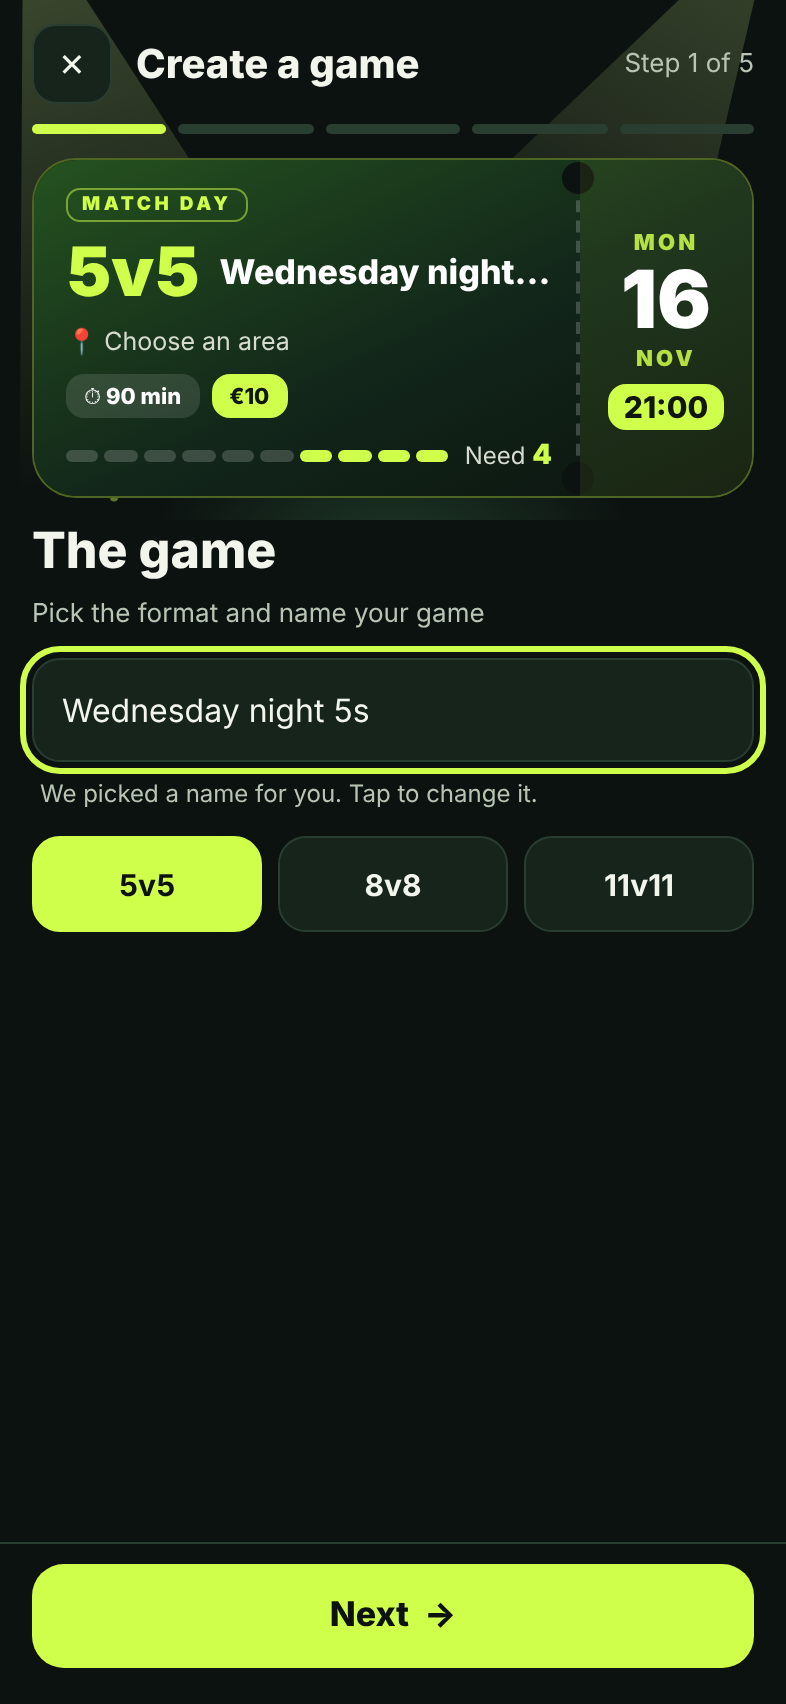 × Create a game Step 1 of 5
MATCH DAY
5v5 Wednesday night...
📍 Choose an area
⏱ 90 min €10
Need 4
MON
16
NOV
21:00
The game
Pick the format and name your game
Wednesday night 5s
We picked a name for you. Tap to change it.
5v5 8v8 11v11
Next →